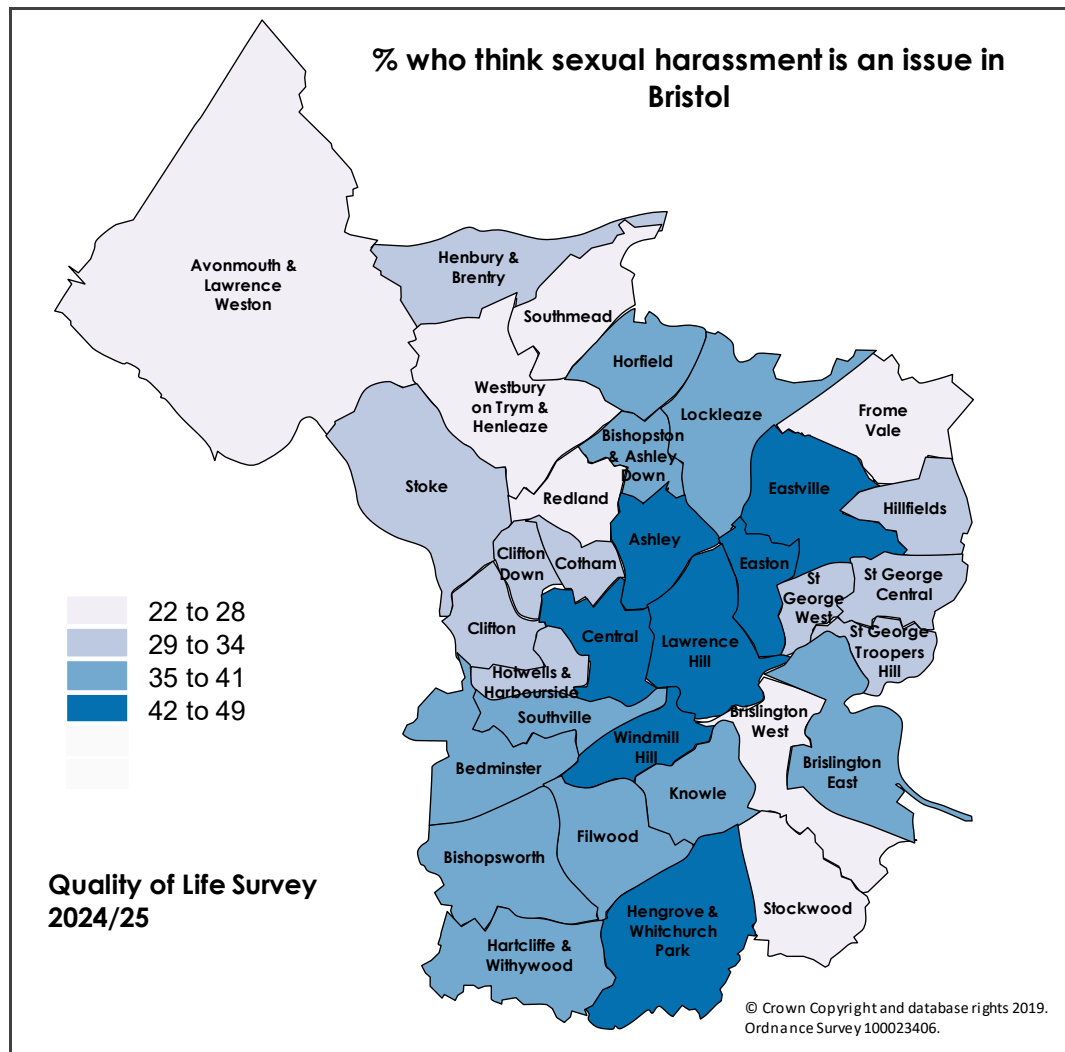 % who think sexual harassment is an issue in
Bristol
Avonmouth &
Lawrence
Weston
Henbury &
Brentry
Southmead
Horfield
Westbury
on Trym &
Henleaze
Lockleaze
Frome
Vale
Bishopston
& Ashley
Down
Stoke
Redland
Eastville
Hillfields
Ashley
Clifton
Down
Cotham
Easton
St
George
West
St George
Central
Clifton
Central
Lawrence
Hill
St George
Troopers
Hill
Hotwells &
Harbourside
Southville
Brislington
West
Windmill
Hill
Bedminster
Brislington
East
Knowle
Filwood
Bishopsworth
Stockwood
Hengrove &
Whitchurch
Park
Hartcliffe &
Withywood
22 to 28
29 to 34
35 to 41
42 to 49
Quality of Life Survey
2024/25
© Crown Copyright and database rights 2019.
Ordnance Survey 100023406.